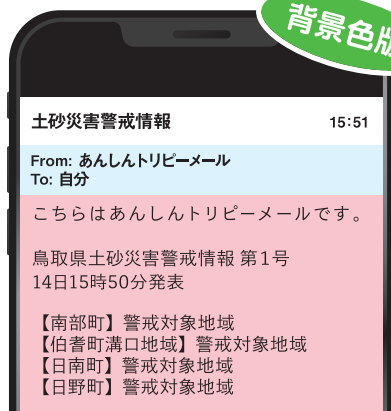 背景色版
土砂災害警戒情報 15:51
From: あんしんトリピーメール
To: 自分
こちらはあんしんトリピーメールです。
鳥取県土砂災害警戒情報 第1号
14日15時50分発表
【南部町】警戒対象地域
【伯耆町溝口地域】警戒対象地域
【日南町】警戒対象地域
【日野町】警戒対象地域